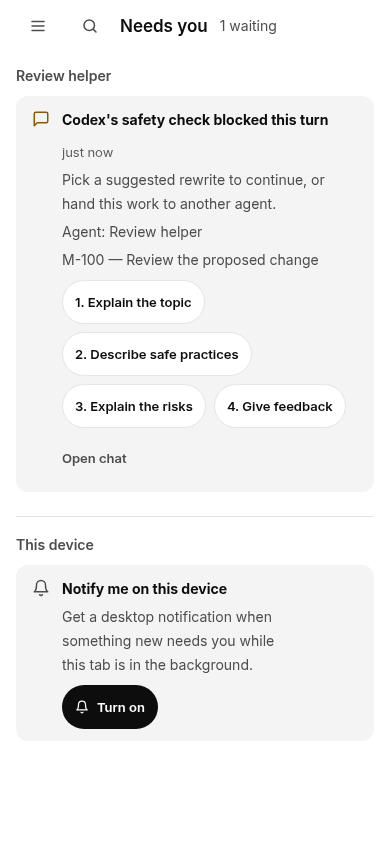 Needs you 1 waiting
Review helper
Codex's safety check blocked this turn
just now
Pick a suggested rewrite to continue, or
hand this work to another agent.
Agent: Review helper
M-100 — Review the proposed change
1. Explain the topic
2. Describe safe practices
3. Explain the risks
4. Give feedback
Open chat
This device
Notify me on this device
Get a desktop notification when
something new needs you while
this tab is in the background.
Turn on